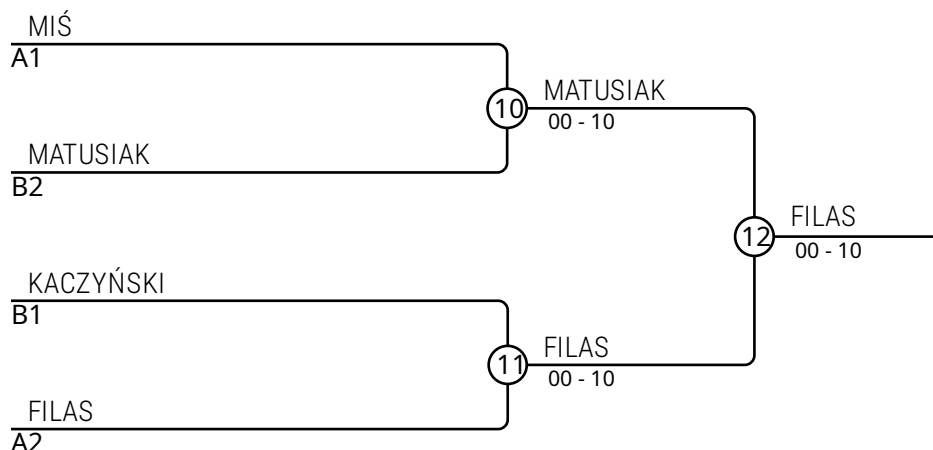 MIŚ
A1
10
MATUSIAK
00 - 10
MATUSIAK
B2
12
FILAS
00 - 10
KACZYŃSKI
B1
11
FILAS
00 - 10
FILAS
A2